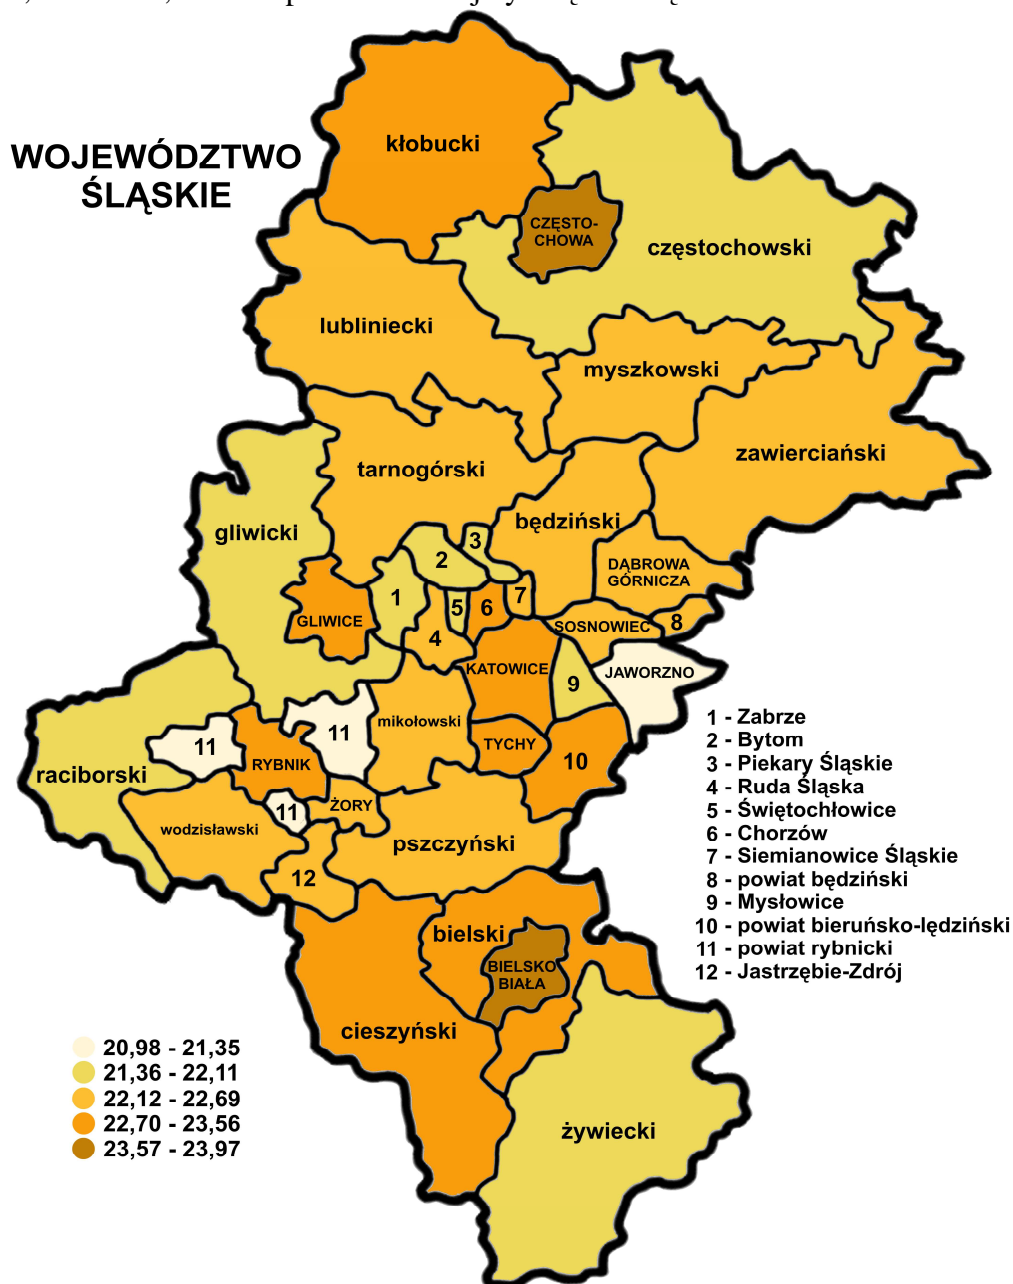 WOJEWÓDZTWO
ŚLĄSKIE
kłobucki
CZĘSTO-
CHOWA
częstochowski
lubliniecki
myszkowski
zawierciański
tarnogórski
będziński
gliwicki
3
2
DĄBROWA
GÓRNICZA
1
5
6
7
GLIWICE
4
SOSNOWIEC
8
KATOWICE
9
JAWORZNO
11
11
mikołowski
TYCHY
10
RYBNIK
raciborski
11
ŻORY
wodzisławski
pszczyński
12
bielski
BIELSKO
BIAŁA
cieszyński
żywiecki
1 - Zabrze
2 - Bytom
3 - Piekary Śląskie
4 - Ruda Śląska
5 - Świętochłowice
6 - Chorzów
7 - Siemianowice Śląskie
8 - powiat będziński
9 - Mysłowice
10 - powiat bieruńsko-lędziński
11 - powiat rybnicki
12 - Jastrzębie-Zdrój
20,98 - 21,35
21,36 - 22,11
22,12 - 22,69
22,70 - 23,56
23,57 - 23,97